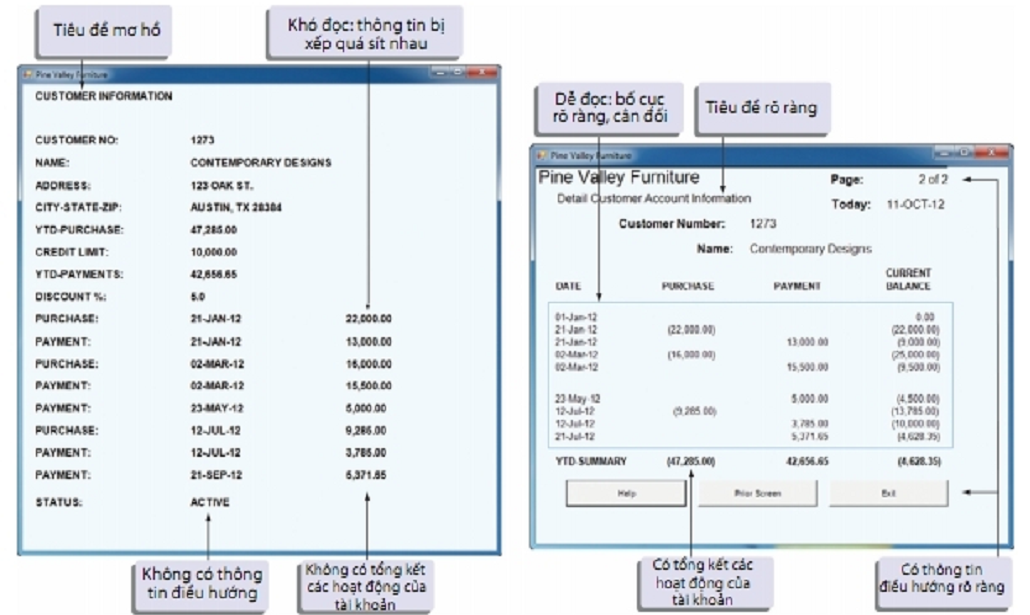 Tiêu đề mơ hồ
Khó đọc: thông tin bị
xếp quá sít nhau
Pine Valley Furniture
CUSTOMER INFORMATION
CUSTOMER NO: 1273
NAME: CONTEMPORARY DESIGNS
ADDRESS: 123 OAK ST.
CITY-STATE-ZIP: AUSTIN, TX 28384
YTD-PURCHASE: 47,285.00
CREDIT LIMIT: 10,000.00
YTD-PAYMENTS: 42,656.65
DISCOUNT %: 5.0
PURCHASE: 21-JAN-12 22,000.00
PAYMENT: 21-JAN-12 13,000.00
PURCHASE: 02-MAR-12 16,000.00
PAYMENT: 02-MAR-12 15,500.00
PAYMENT: 23-MAY-12 5,000.00
PURCHASE: 12-JUL-12 9,285.00
PAYMENT: 12-JUL-12 3,785.00
PAYMENT: 21-SEP-12 5,371.65
STATUS: ACTIVE
Không có thông
tin điều hướng
Không có tổng kết
các hoạt động của
tài khoản
Dễ đọc: bố cục
rõ ràng, cân đối
Tiêu đề rõ ràng
Pine Valley Furniture
Pine Valley Furniture
Page: 2 of 2
Detail Customer Account Information
Today: 11-OCT-12
Customer Number: 1273
Name: Contemporary Designs
DATE PURCHASE PAYMENT CURRENT
BALANCE
01-Jan-12 0.00
21-Jan-12 (22,000.00) (22,000.00)
21-Jan-12 13,000.00 (9,000.00)
02-Mar-12 (16,000.00) (25,000.00)
02-Mar-12 15,500.00 (9,500.00)
23-May-12 5,000.00 (4,500.00)
12-Jul-12 (9,285.00) (13,785.00)
12-Jul-12 3,785.00 (10,000.00)
21-Jul-12 5,371.65 (4,628.35)
YTD-SUMMARY (47,285.00) 42,656.65 (4,628.35)
Help Prior Screen Exit
Có tổng kết các
hoạt động của
tài khoản
Có thông tin
điều hướng rõ ràng